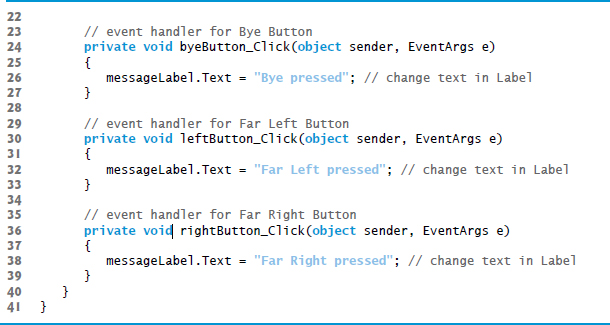 22
23 // event handler for Bye Button
24 private void byeButton_Click(object sender, EventArgs e)
25 {
26 messageLabel.Text = "Bye pressed"; // change text in Label
27 }
28
29 // event handler for Far Left Button
30 private void leftButton_Click(object sender, EventArgs e)
31 {
32 messageLabel.Text = "Far Left pressed"; // change text in Label
33 }
34
35 // event handler for Far Right Button
36 private void rightButton_Click(object sender, EventArgs e)
37 {
38 messageLabel.Text = "Far Right pressed"; // change text in Label
39 }
40 }
41 }